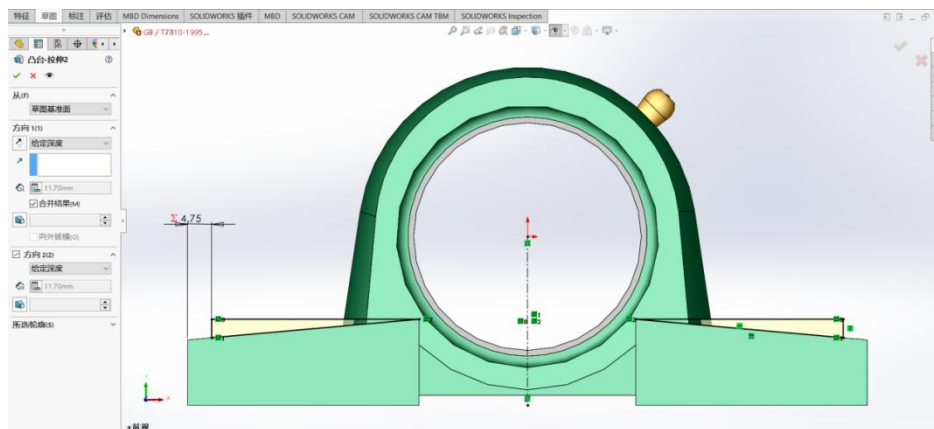 特征 草图 标注 评估 MBD Dimensions SOLIDWORKS 插件 MBD SOLIDWORKS CAM SOLIDWORKS CAM TBM SOLIDWORKS Inspection
GB / T7810-1995...
凸台-拉伸2
从(F)
草图基准面
方向 1(1)
给定深度
11.70mm
合并结果(M)
向外拔模(O)
方向 2(2)
给定深度
11.70mm
所选轮廓(S)
Σ 4,75
*前视